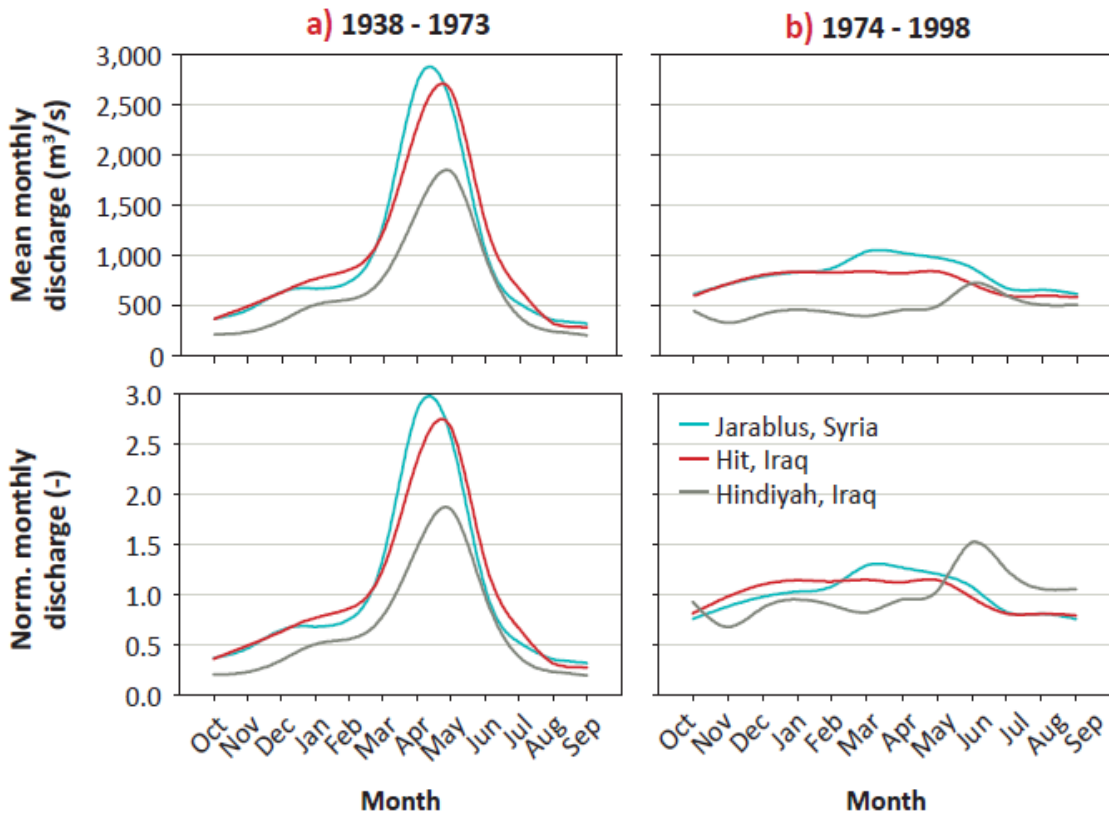 a) 1938 - 1973
b) 1974 - 1998
Mean monthly
discharge (m³/s)
3,000
2,500
2,000
1,500
1,000
500
0
Norm. monthly
discharge (-)
3.0
2.5
2.0
1.5
1.0
0.5
0.0
Jarablus, Syria
Hit, Iraq
Hindiyah, Iraq
Oct Nov Dec Jan Feb Mar Apr May Jun Jul Aug Sep
Oct Nov Dec Jan Feb Mar Apr May Jun Jul Aug Sep
Month
Month